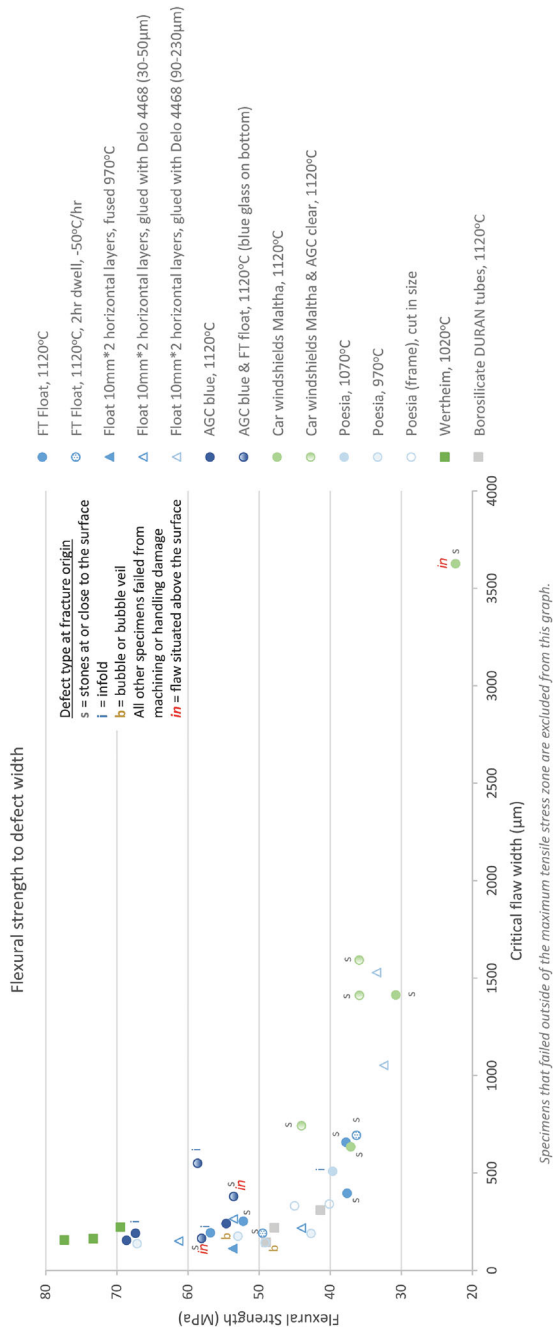 Flexural strength to defect width
Flexural Strength (MPa)
80
70
60
50
40
30
20
0
500
1000
1500
2000
2500
3000
3500
4000
Critical flaw width (µm)
Defect type at fracture origin
s = stones at or close to the surface
i = infold
b = bubble or bubble veil
All other specimens failed from
machining or handling damage
in = flaw situated above the surface
i
s
in
b
i
s
b
s
i
s
in
i
s
s
s
s
s
s
s
s
in
s
FT Float, 1120°C
FT Float, 1120°C, 2hr dwell, -50°C/hr
Float 10mm*2 horizontal layers, fused 970°C
Float 10mm*2 horizontal layers, glued with Delo 4468 (30-50µm)
Float 10mm*2 horizontal layers, glued with Delo 4468 (90-230µm)
AGC blue, 1120°C
AGC blue & FT float, 1120°C (blue glass on bottom)
Car windshields Maltha, 1120°C
Car windshields Maltha & AGC clear, 1120°C
Poesia, 1070°C
Poesia, 970°C
Poesia (frame), cut in size
Wertheim, 1020°C
Borosilicate DURAN tubes, 1120°C
Specimens that failed outside of the maximum tensile stress zone are excluded from this graph.